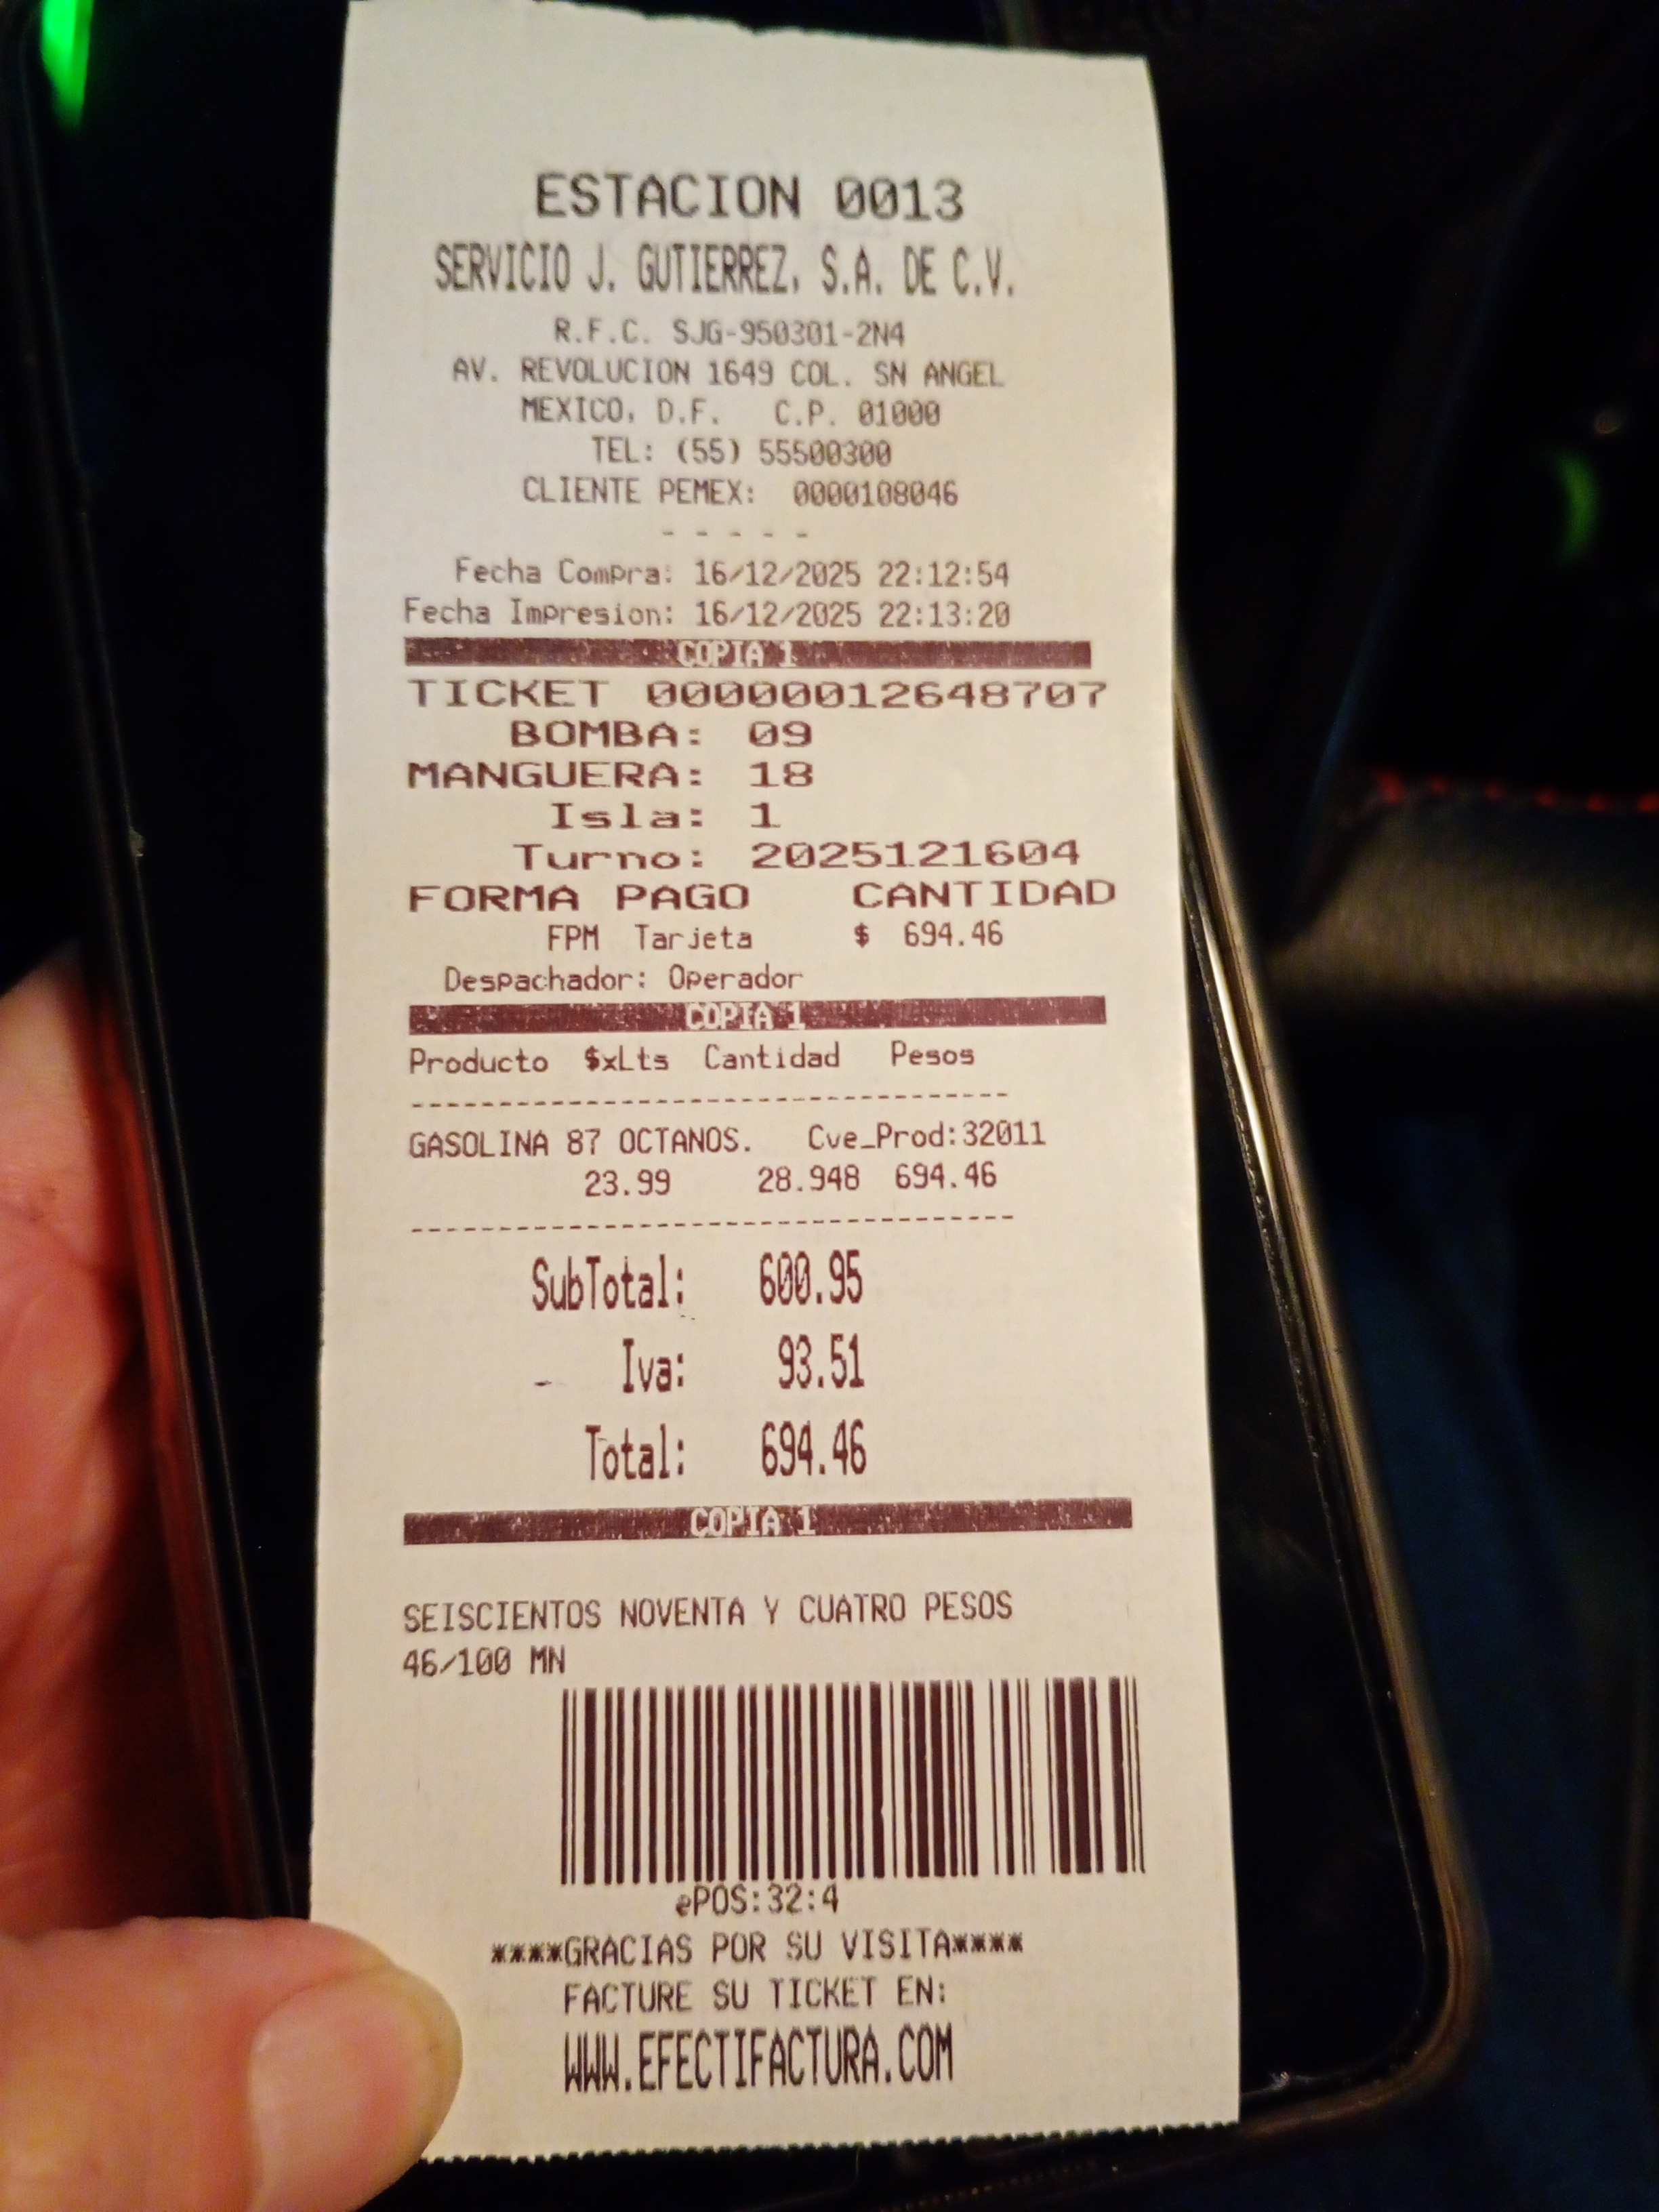 ESTACION 0013
SERVICIO J. GUTIERREZ, S.A. DE C.V.
R.F.C. SJG-950301-2N4
AV. REVOLUCION 1649 COL. SN ANGEL
MEXICO, D.F. C.P. 01000
TEL: (55) 55500300
CLIENTE PEMEX: 0000108046
- - - - -
Fecha Compra: 16/12/2025 22:12:54
Fecha Impresion: 16/12/2025 22:13:20
COPIA 1
TICKET 00000012648707
BOMBA: 09
MANGUERA: 18
Isla: 1
Turno: 2025121604
FORMA PAGO CANTIDAD
FPM Tarjeta $ 694.46
Despachador: Operador
COPIA 1
Producto $xLts Cantidad Pesos
-----------------------------------
GASOLINA 87 OCTANOS. Cve_Prod:32011
23.99 28.948 694.46
-----------------------------------
SubTotal: 600.95
Iva: 93.51
Total: 694.46
COPIA 1
SEISCIENTOS NOVENTA Y CUATRO PESOS
46/100 MN
ePOS:32:4
****GRACIAS POR SU VISITA****
FACTURE SU TICKET EN:
WWW.EFECTIFACTURA.COM